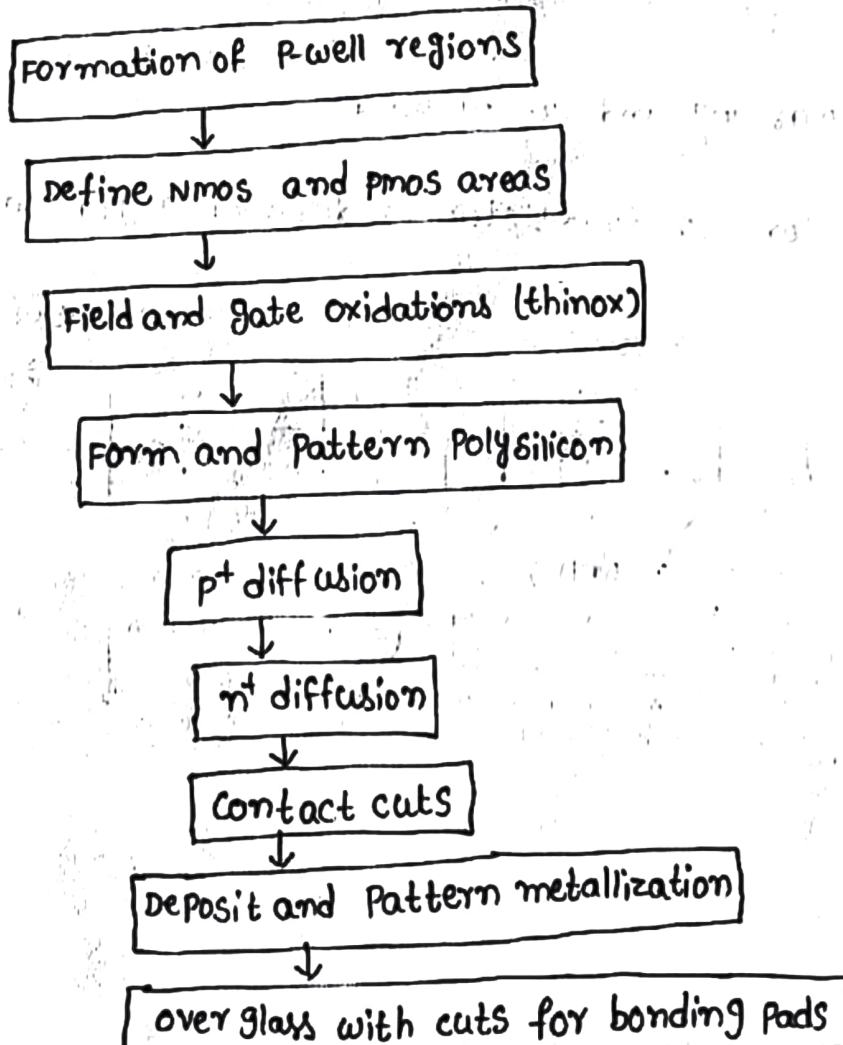 Formation of P-well regions
Define NMOS and PMOS areas
Field and gate oxidations (thinox)
Form and pattern polysilicon
p+ diffusion
n+ diffusion
contact cuts
Deposit and pattern metallization
over glass with cuts for bonding pads